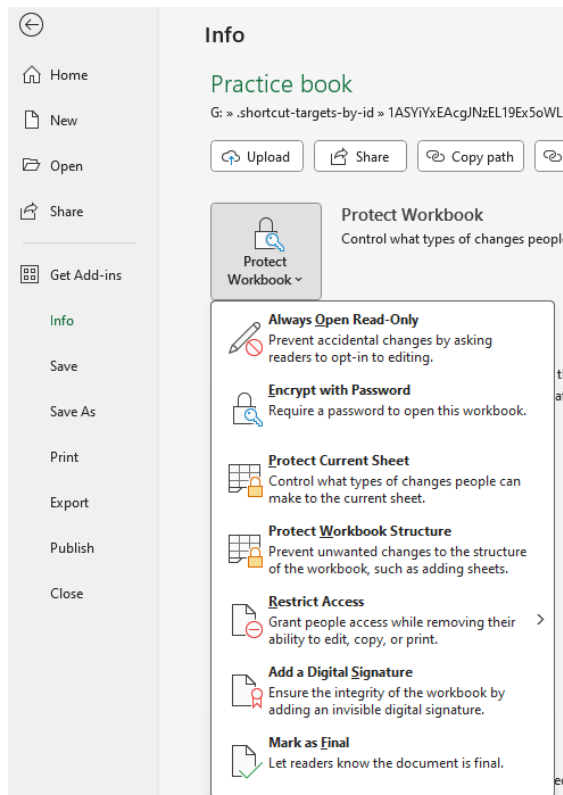 Info
Home
New
Open
Share
Get Add-ins
Info
Save
Save As
Print
Export
Publish
Close
Practice book
G: » .shortcut-targets-by-id » 1ASYiYxEAcgJNzEL19Ex5oWL
Upload
Share
Copy path
Protect
Workbook
Protect Workbook
Control what types of changes peopl
Always Open Read-Only
Prevent accidental changes by asking
readers to opt-in to editing.
Encrypt with Password
Require a password to open this workbook.
Protect Current Sheet
Control what types of changes people can
make to the current sheet.
Protect Workbook Structure
Prevent unwanted changes to the structure
of the workbook, such as adding sheets.
Restrict Access
Grant people access while removing their
ability to edit, copy, or print.
Add a Digital Signature
Ensure the integrity of the workbook by
adding an invisible digital signature.
Mark as Final
Let readers know the document is final.